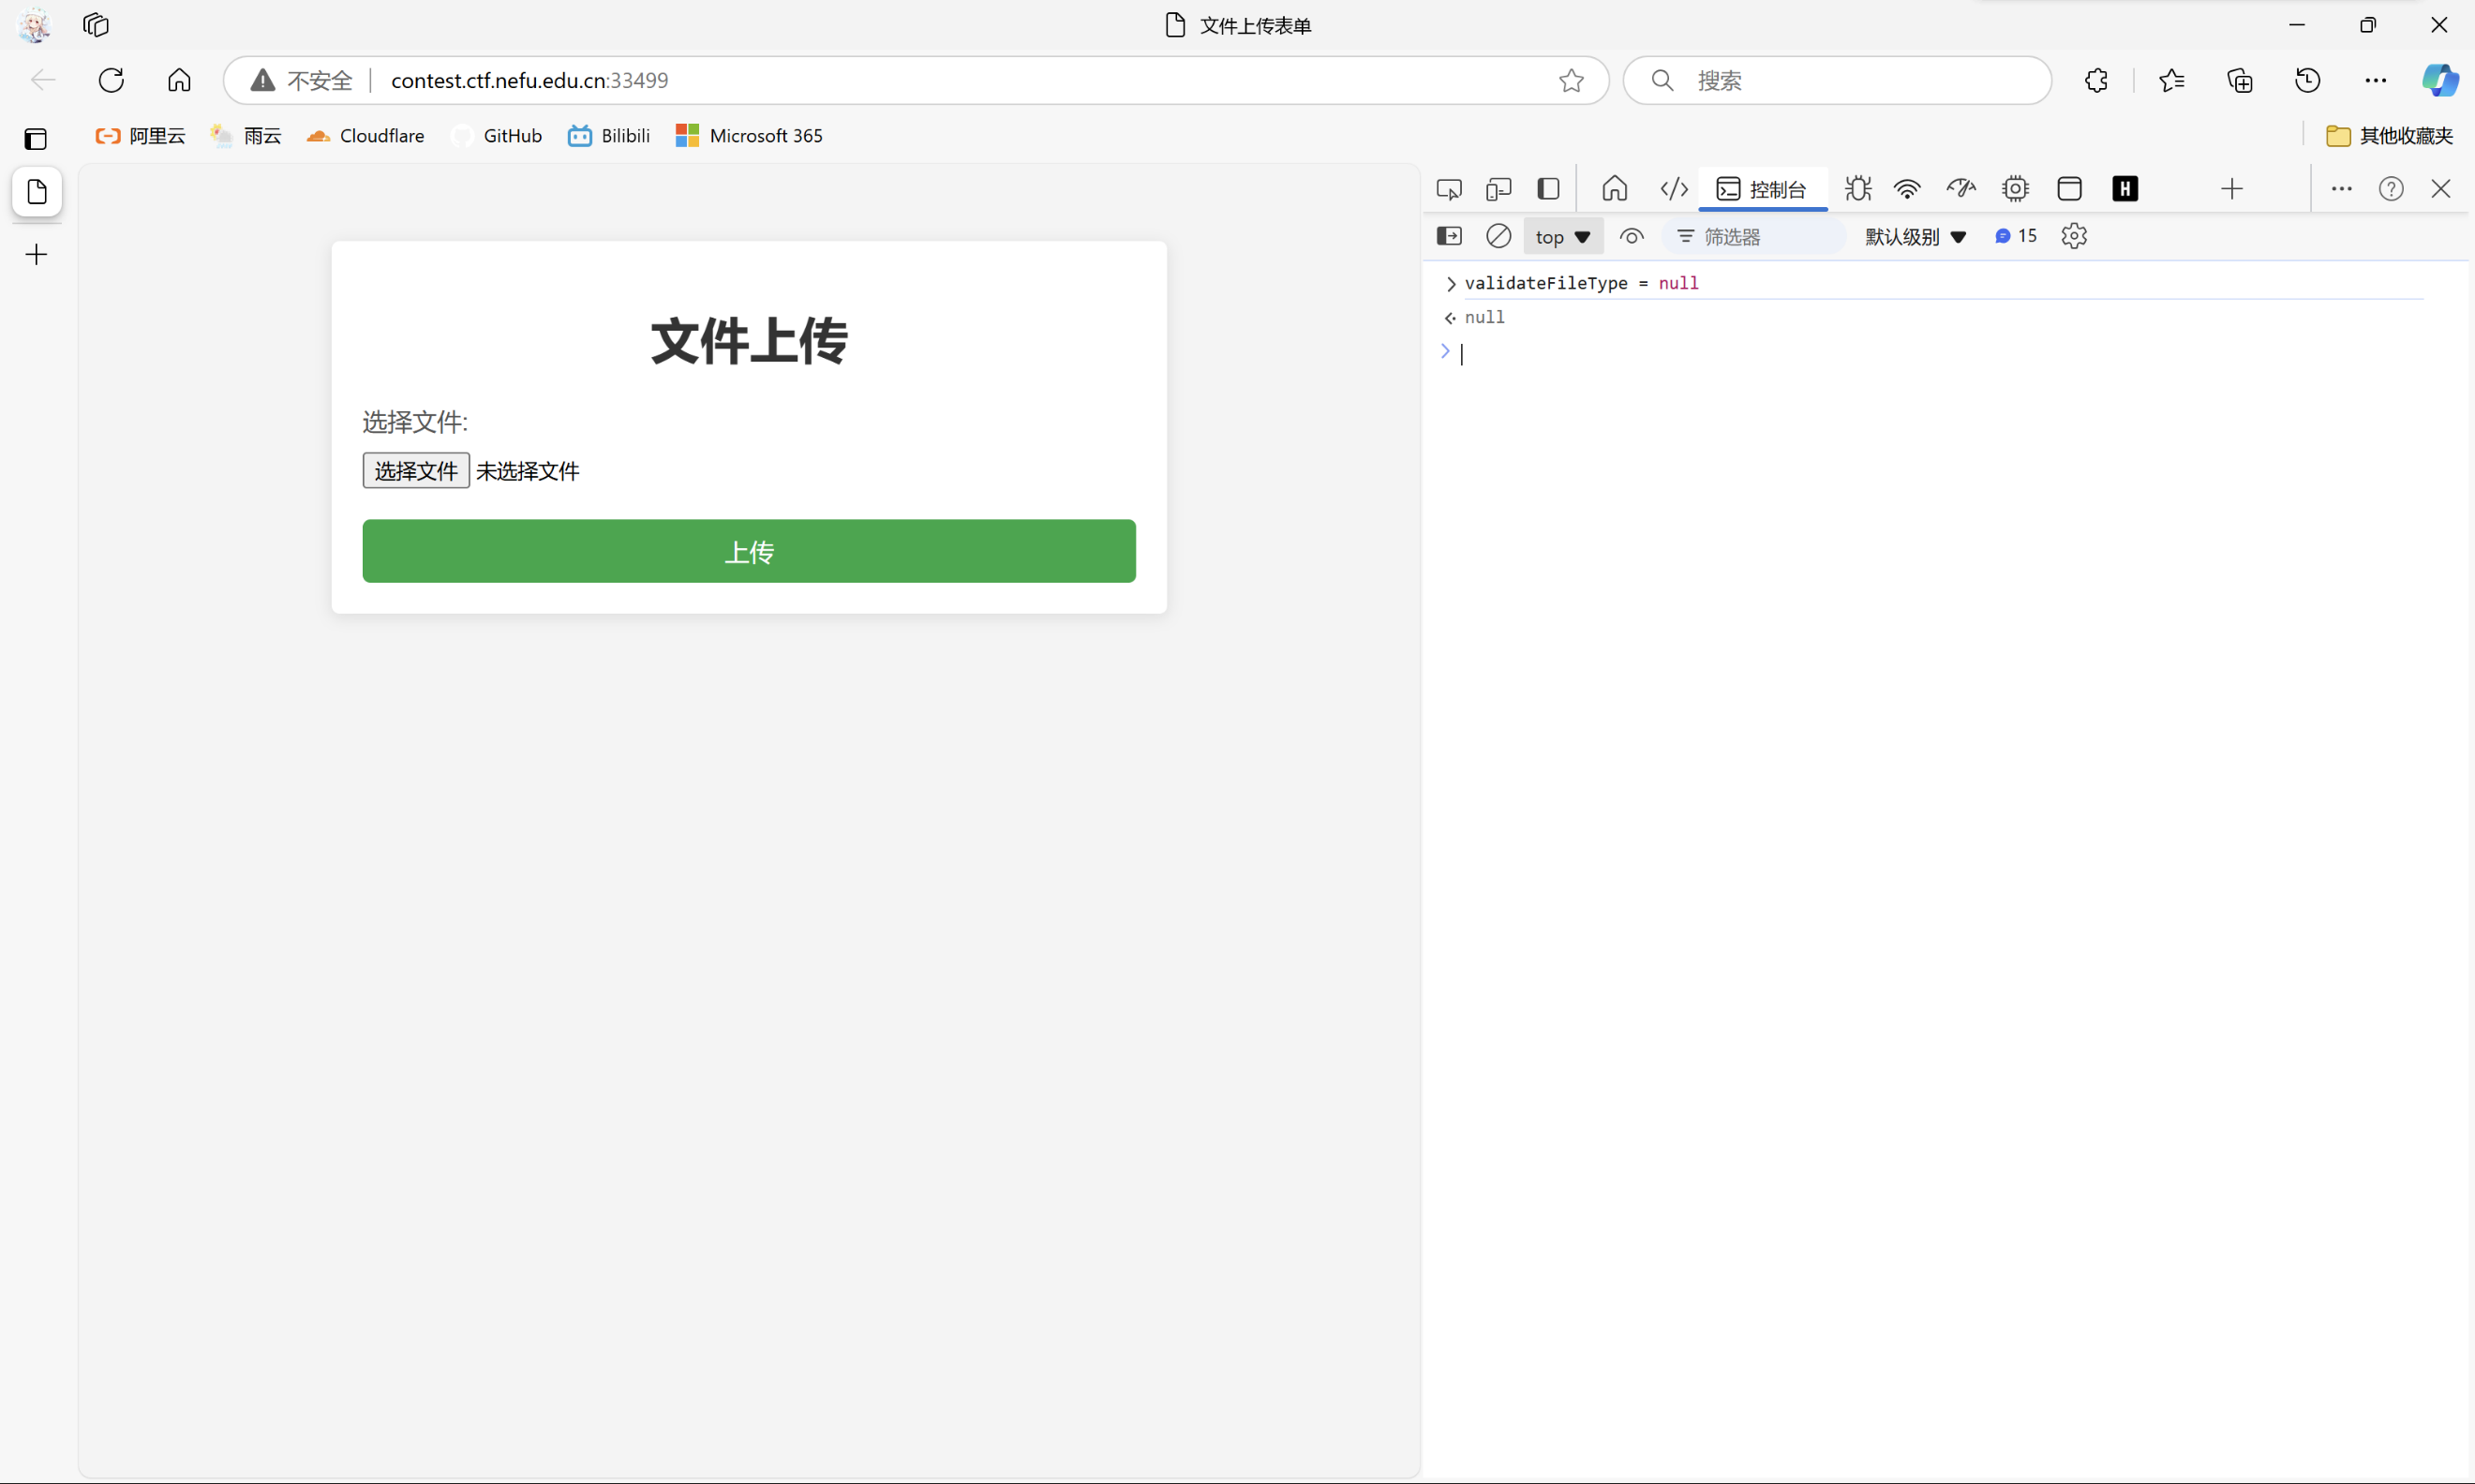 文件上传表单
不安全 contest.ctf.nefu.edu.cn:33499
搜索
阿里云 雨云 Cloudflare GitHub Bilibili Microsoft 365 其他收藏夹
控制台
top 筛选器 默认级别 15
validateFileType = null
null
文件上传
选择文件:
选择文件 未选择文件
上传